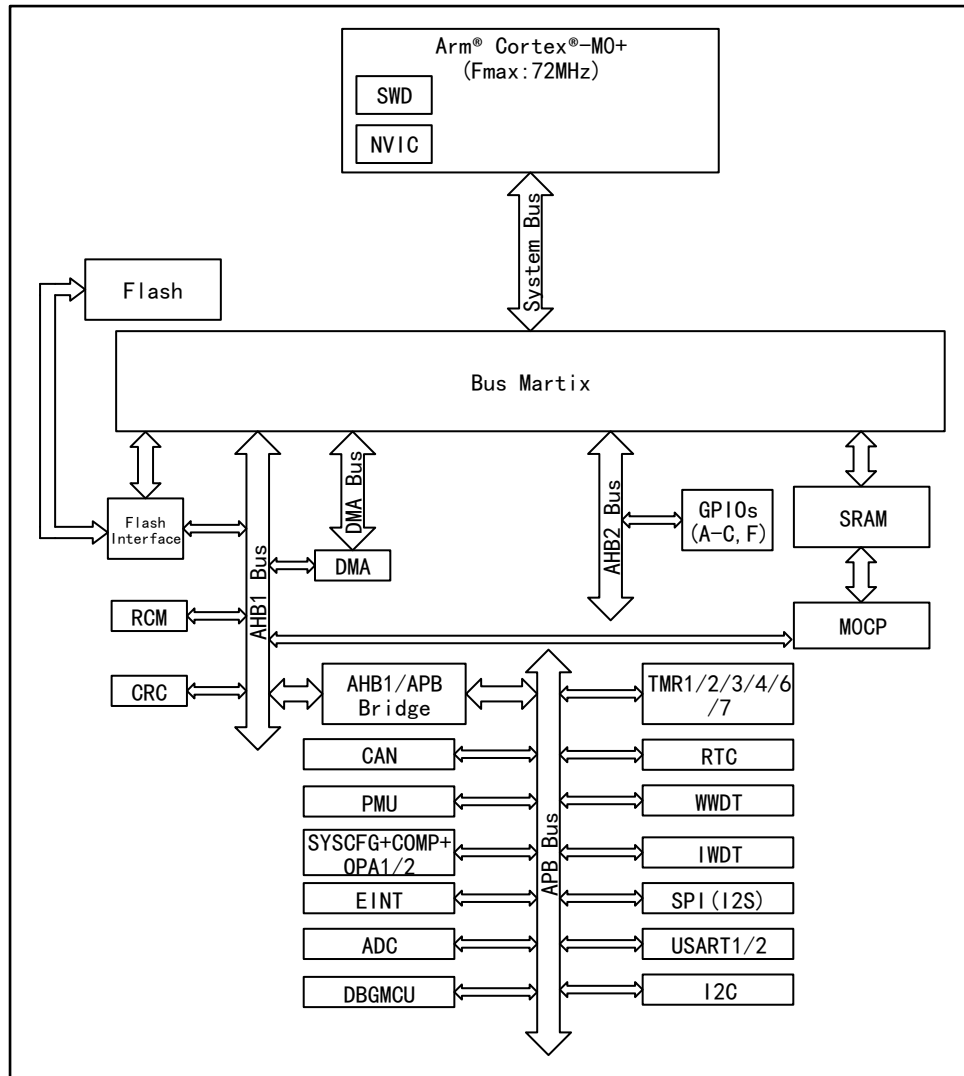 Arm® Cortex®-M0+
(Fmax:72MHz)
SWD
NVIC
System Bus
Flash
Bus Martix
DMA Bus
AHB2 Bus
Flash
Interface
GPIOs
(A-C,F)
SRAM
DMA
AHB1 Bus
RCM
M0CP
CRC
AHB1/APB
Bridge
TMR1/2/3/4/6
/7
CAN
RTC
PMU
WWDT
APB Bus
SYSCFG+COMP+
OPA1/2
IWDT
EINT
SPI(I2S)
ADC
USART1/2
DBGMCU
I2C